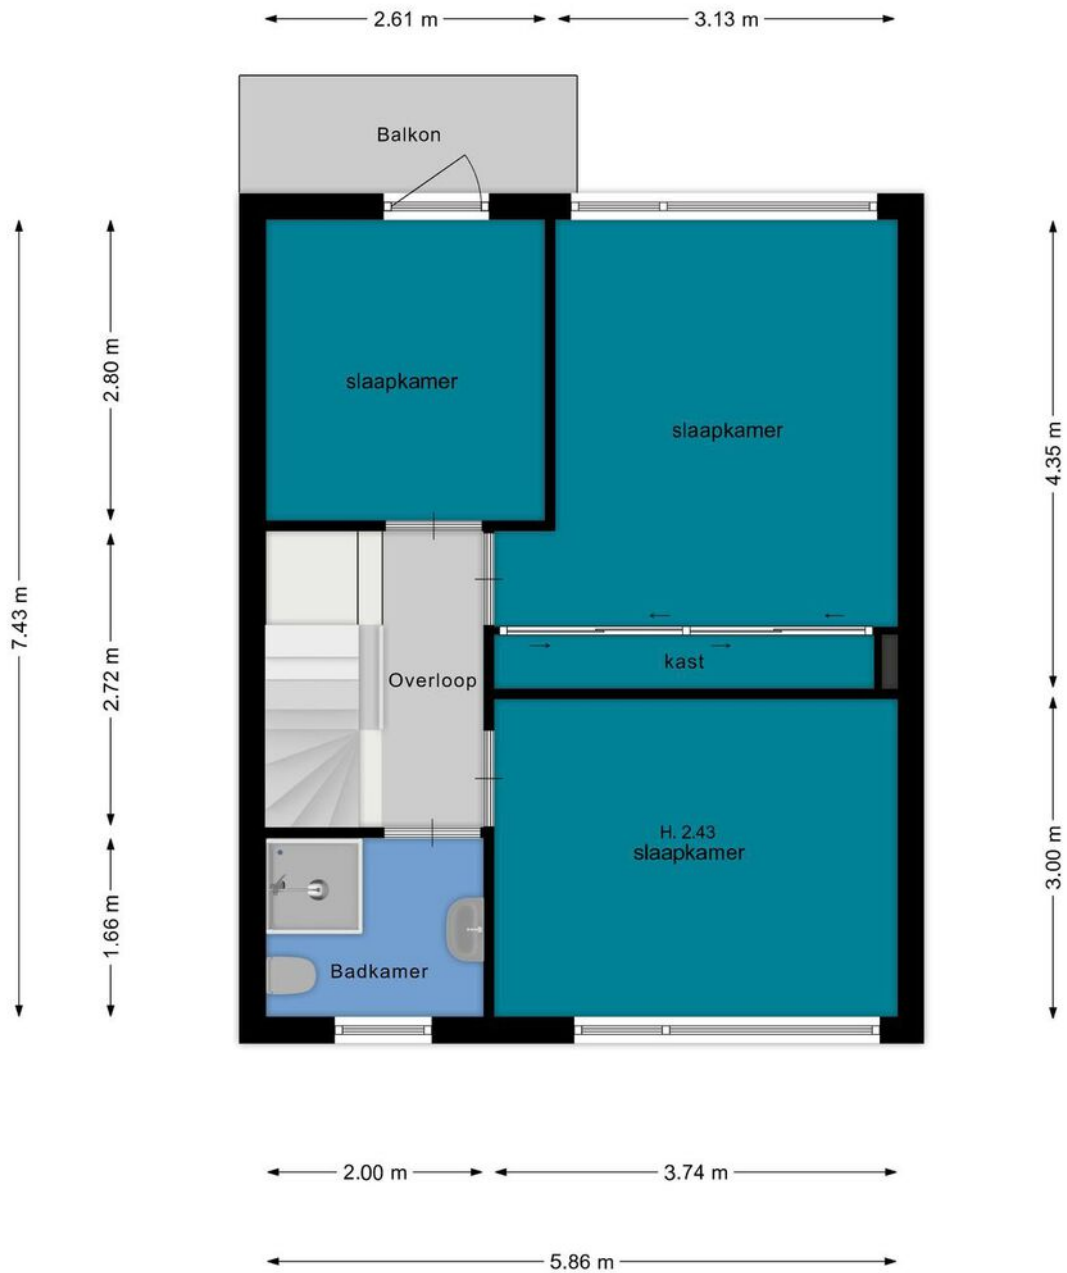 2.61 m
3.13 m
Balkon
2.80 m
slaapkamer
slaapkamer
4.35 m
7.43 m
2.72 m
Overloop
kast
H. 2.43
slaapkamer
3.00 m
1.66 m
Badkamer
2.00 m
3.74 m
5.86 m